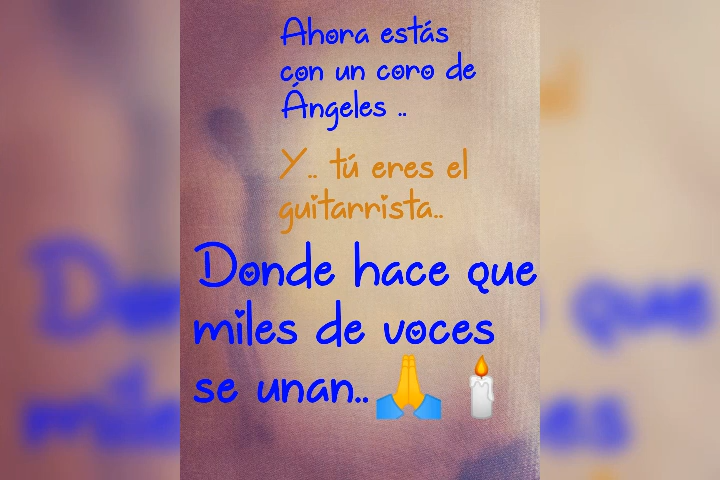 Ahora estás
con un coro de
Ángeles ..
Y.. tú eres el
guitarrista..
Donde hace que
miles de voces
se unan..🙏🕯️